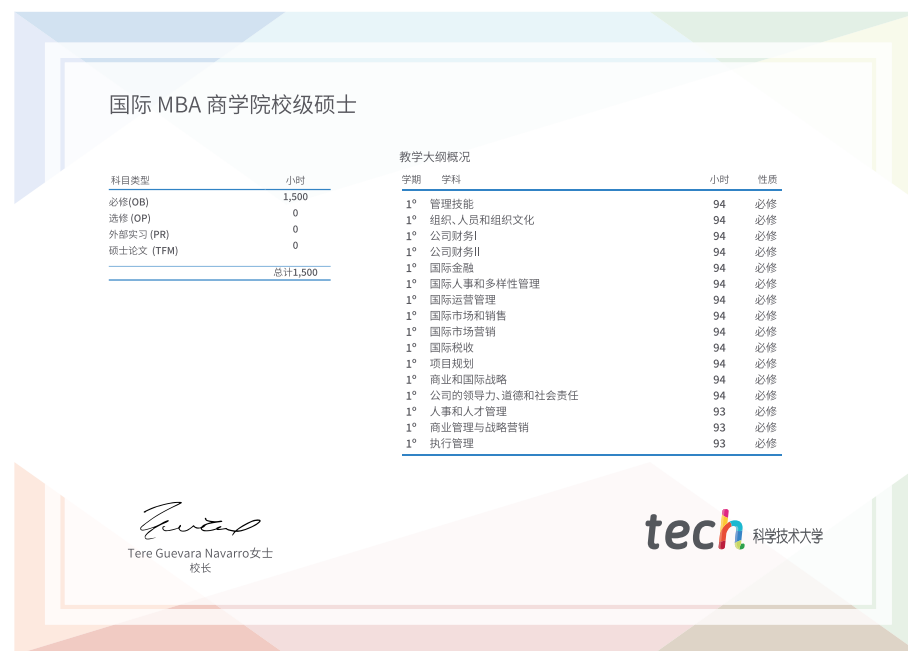 国际 MBA 商学院校级硕士
科目类型 小时
必修(OB) 1,500
选修 (OP) 0
外部实习 (PR) 0
硕士论文 (TFM) 0
总计1,500
教学大纲概况
学期 学科 小时 性质
1º 管理技能 94 必修
1º 组织、人员和组织文化 94 必修
1º 公司财务I 94 必修
1º 公司财务II 94 必修
1º 国际金融 94 必修
1º 国际人事和多样性管理 94 必修
1º 国际运营管理 94 必修
1º 国际市场和销售 94 必修
1º 国际市场营销 94 必修
1º 国际税收 94 必修
1º 项目规划 94 必修
1º 商业和国际战略 94 必修
1º 公司的领导力、道德和社会责任 94 必修
1º 人事和人才管理 93 必修
1º 商业管理与战略营销 93 必修
1º 执行管理 93 必修
Tere Guevara Navarro女士
校长
tech 科学技术大学